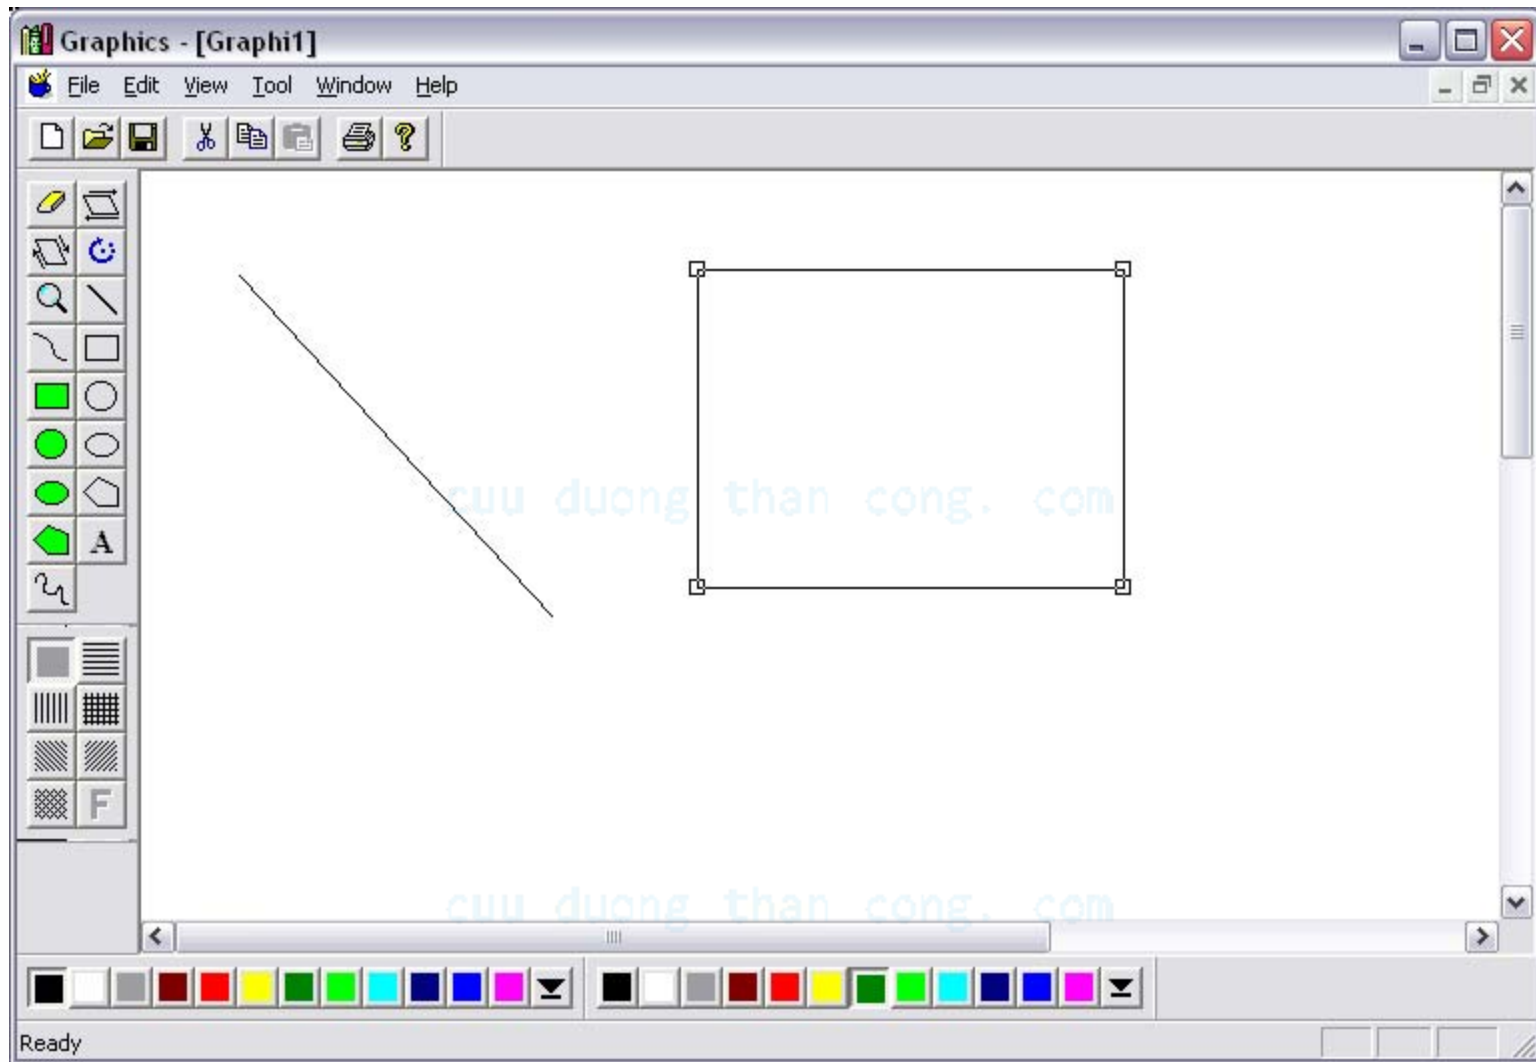 Graphics - [Graphi1]
File Edit View Tool Window Help
A
cuu duong than cong. com
F
cuu duong than cong. com
Ready